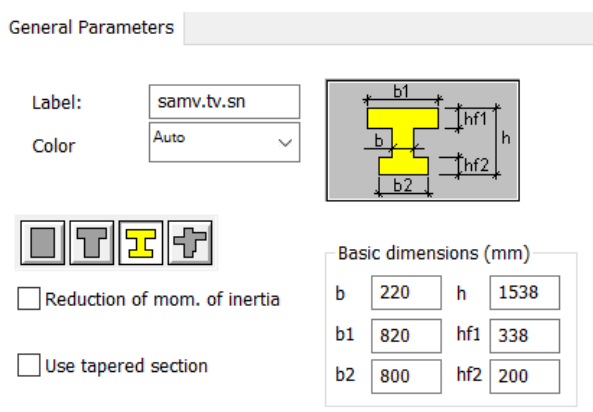 General Parameters
Label: samv.tv.sn
Color Auto
b1
hf1
b
h
hf2
b2
Reduction of mom. of inertia
Use tapered section
Basic dimensions (mm)
b 220 h 1538
b1 820 hf1 338
b2 800 hf2 200